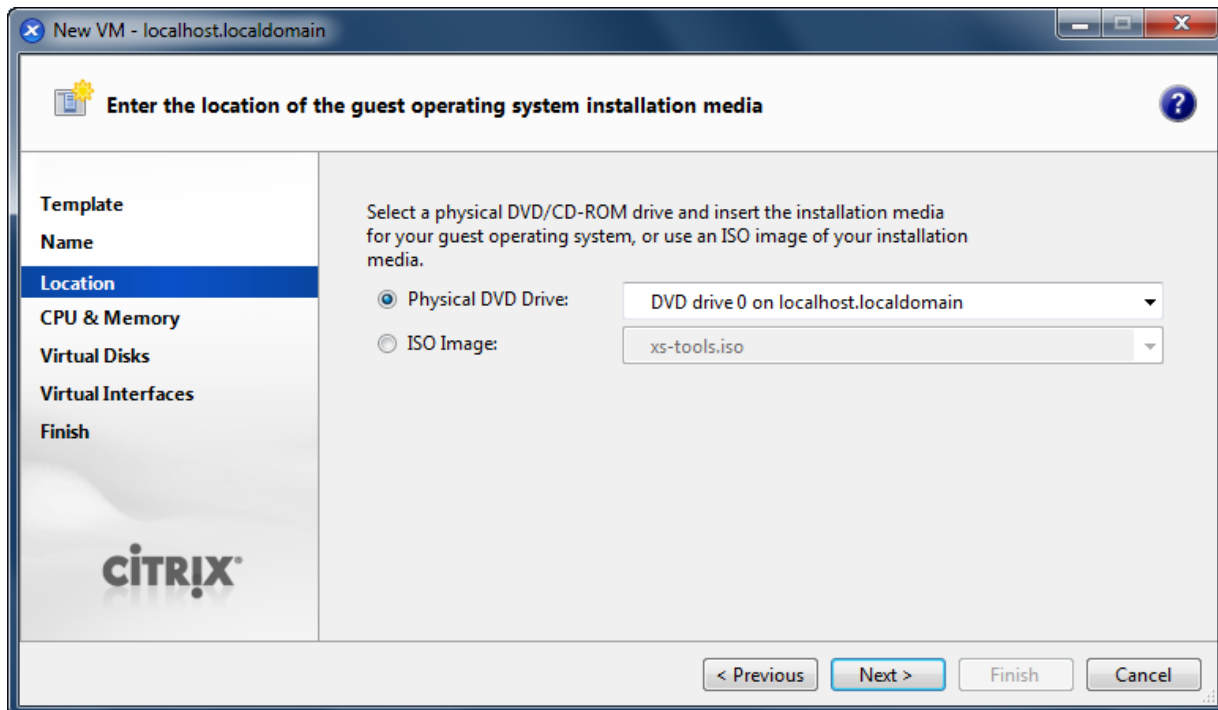 New VM - localhost.localdomain
Enter the location of the guest operating system installation media
?
Template
Name
Location
CPU & Memory
Virtual Disks
Virtual Interfaces
Finish
CİTRIX
Select a physical DVD/CD-ROM drive and insert the installation media
for your guest operating system, or use an ISO image of your installation
media.
Physical DVD Drive: DVD drive 0 on localhost.localdomain
ISO Image: xs-tools.iso
< Previous Next > Finish Cancel